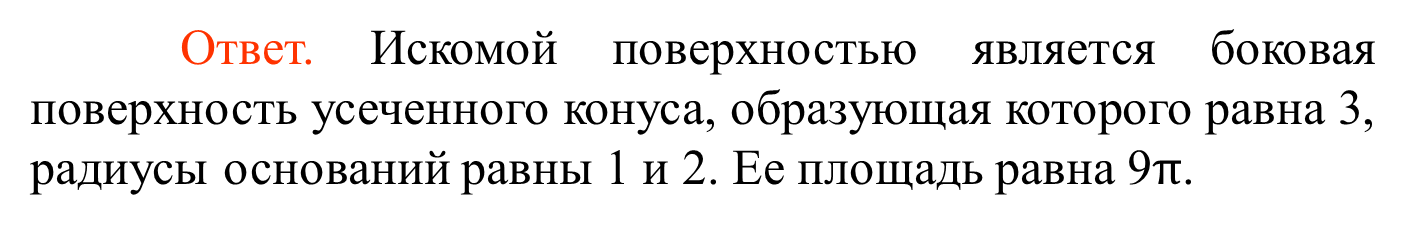 Ответ. Искомой поверхностью является боковая
поверхность усеченного конуса, образующая которого равна 3,
радиусы оснований равны 1 и 2. Ее площадь равна 9π.